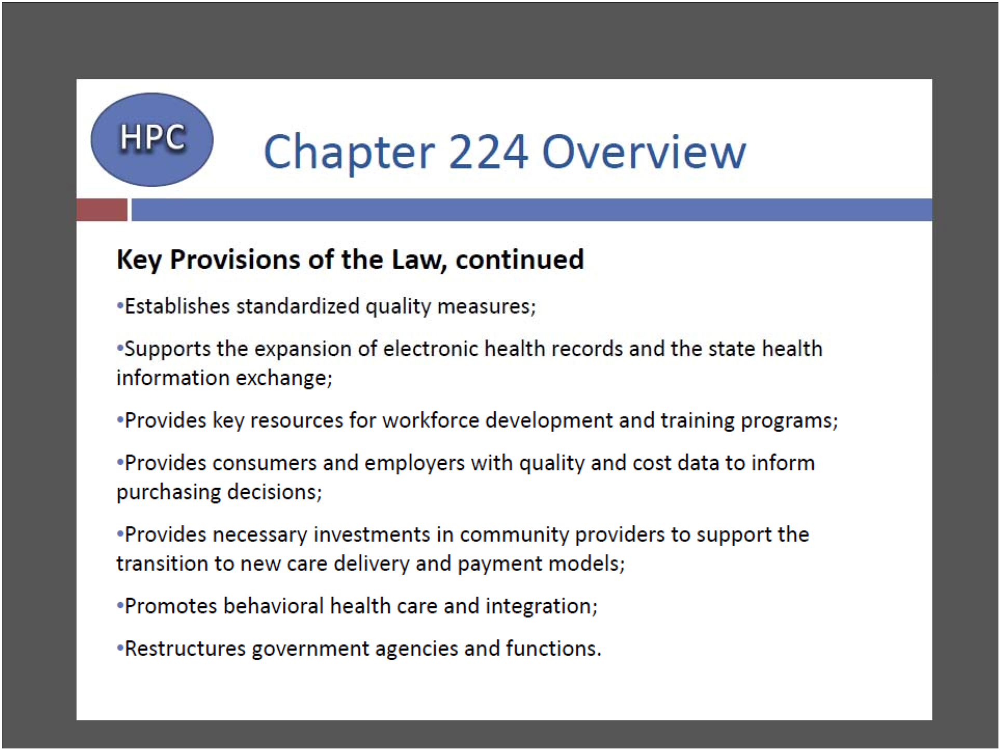 HPC
Chapter 224 Overview
Key Provisions of the Law, continued
•Establishes standardized quality measures;
•Supports the expansion of electronic health records and the state health
information exchange;
•Provides key resources for workforce development and training programs;
•Provides consumers and employers with quality and cost data to inform
purchasing decisions;
•Provides necessary investments in community providers to support the
transition to new care delivery and payment models;
•Promotes behavioral health care and integration;
•Restructures government agencies and functions.